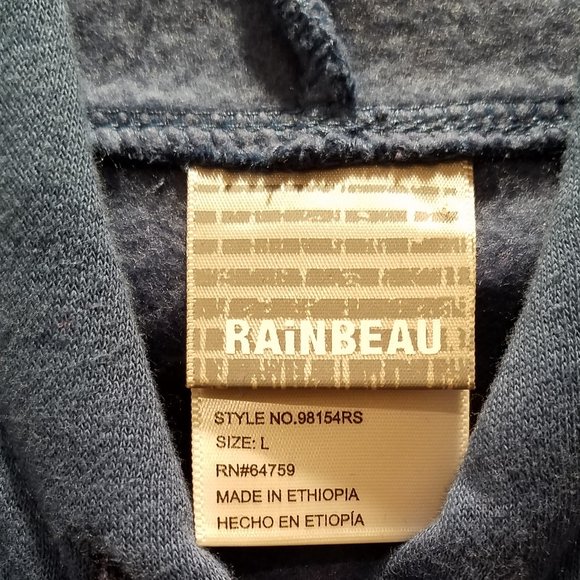 RAiNBEAU
STYLE NO.98154RS
SIZE: L
RN#64759
MADE IN ETHIOPIA
HECHO EN ETIOPÍA